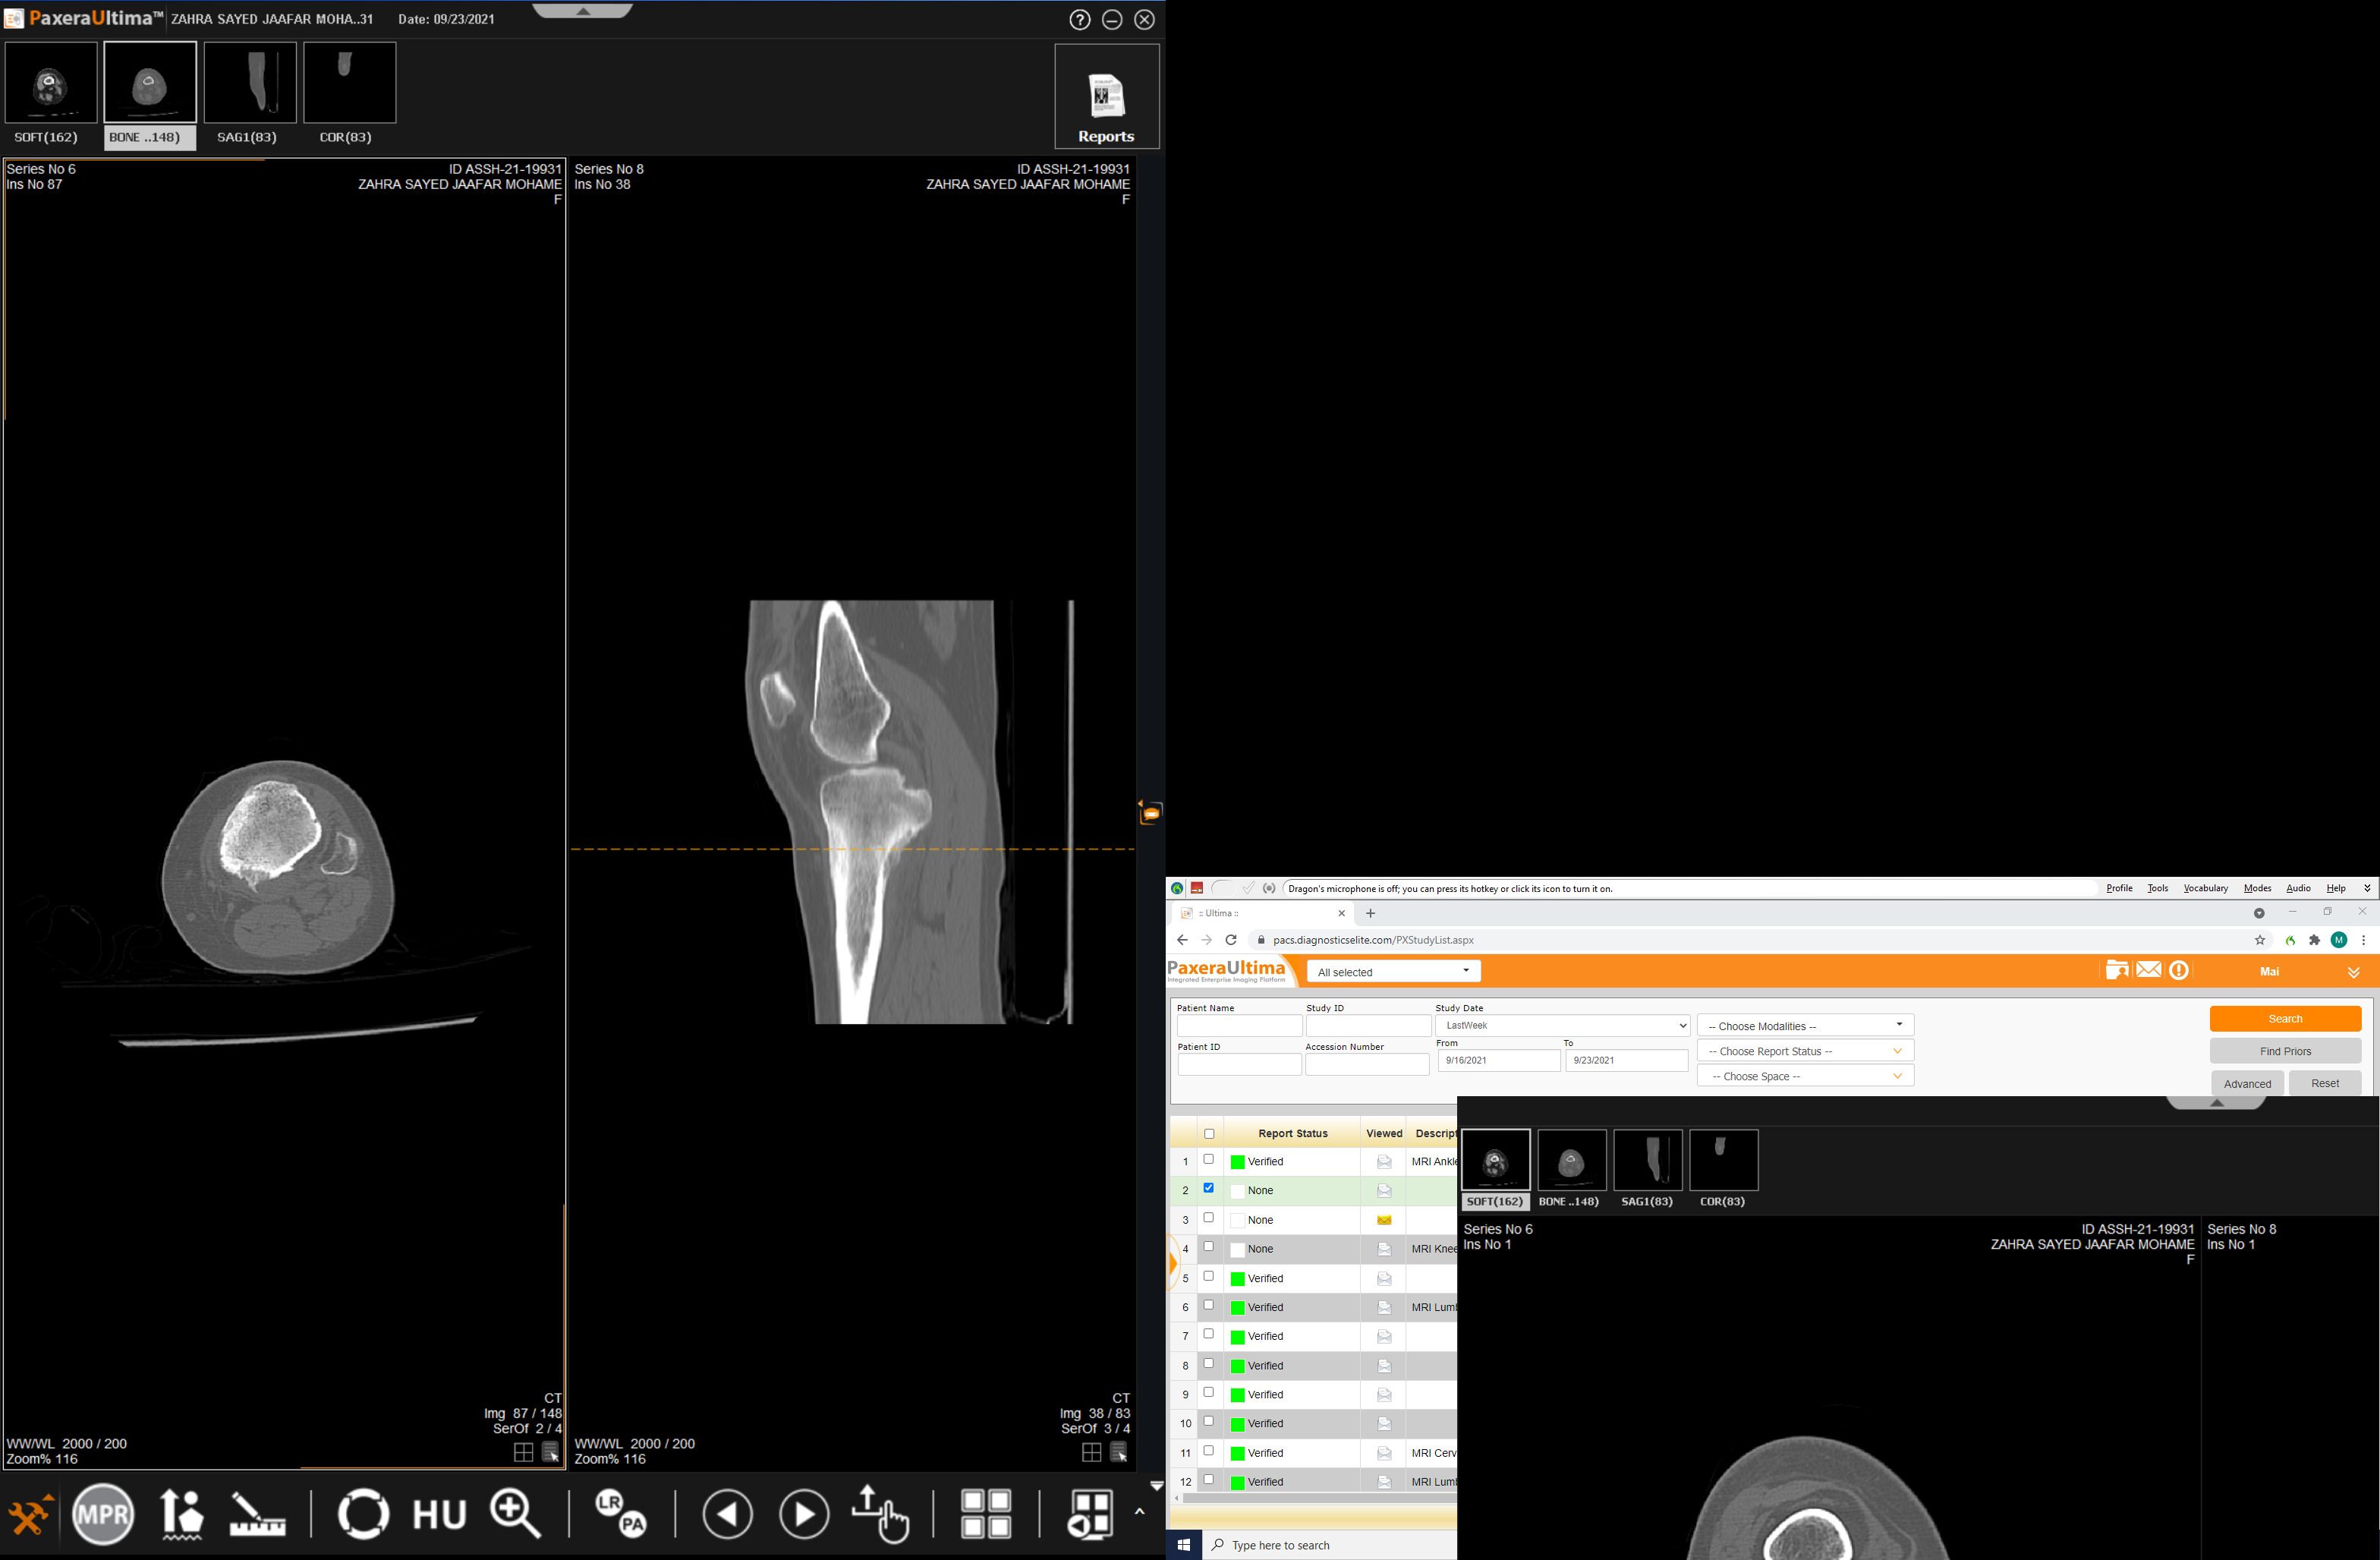 PaxeraUltima™ ZAHRA SAYED JAAFAR MOHA..31 Date: 09/23/2021
SOFT(162) BONE ..148) SAG1(83) COR(83)
Reports
Series No 6
Ins No 87
ID ASSH-21-19931
ZAHRA SAYED JAAFAR MOHAME
F
Series No 8
Ins No 38
ID ASSH-21-19931
ZAHRA SAYED JAAFAR MOHAME
F
CT
Img 87 / 148
SerOf 2 / 4
WW/WL 2000 / 200
Zoom% 116
CT
Img 38 / 83
SerOf 3 / 4
WW/WL 2000 / 200
Zoom% 116
MPR
HU
LR
PA
Dragon's microphone is off; you can press its hotkey or click its icon to turn it on.
Profile Tools Vocabulary Modes Audio Help
:: Ultima ::
pacs.diagnosticselite.com/PXStudyList.aspx
M
PaxeraUltima
Integrated Enterprise Imaging Platform
All selected
Mai
Patient Name Study ID Study Date
LastWeek
-- Choose Modalities --
Search
Patient ID Accession Number From To
9/16/2021 9/23/2021
-- Choose Report Status --
Find Priors
-- Choose Space --
Advanced Reset
Report Status Viewed Descript
1 Verified MRI Ankle
2 None
3 None
4 None MRI Knee
5 Verified
6 Verified MRI Lumb
7 Verified
8 Verified
9 Verified
10 Verified
11 Verified MRI Cerv
12 Verified MRI Lumb
Type here to search
SOFT(162) BONE ..148) SAG1(83) COR(83)
Series No 6
Ins No 1
ID ASSH-21-19931
ZAHRA SAYED JAAFAR MOHAME
F
Series No 8
Ins No 1